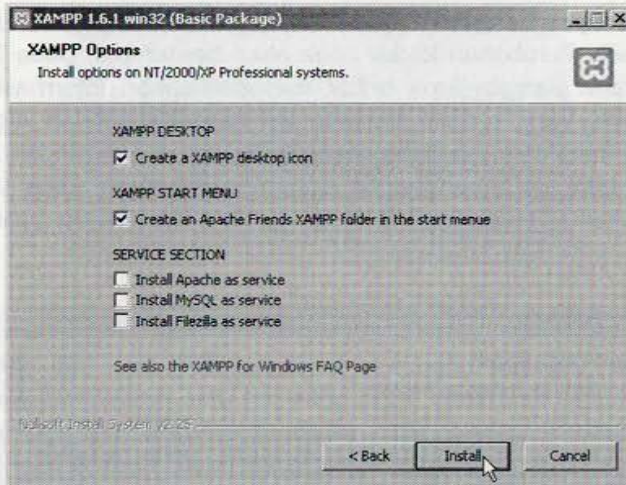 XAMPP 1.6.1 win32 (Basic Package)
XAMPP Options
Install options on NT/2000/XP Professional systems.
XAMPP DESKTOP
Create a XAMPP desktop icon
XAMPP START MENU
Create an Apache Friends XAMPP folder in the start menue
SERVICE SECTION
Install Apache as service
Install MySQL as service
Install Filezilla as service
See also the XAMPP for Windows FAQ Page
Nullsoft Install System
< Back Install Cancel